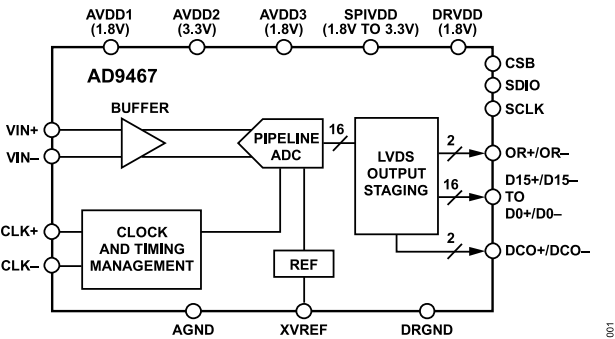 AVDD1
(1.8V)
AVDD2
(3.3V)
AVDD3
(1.8V)
SPIVDD
(1.8V TO 3.3V)
DRVDD
(1.8V)
AD9467
CSB
SDIO
SCLK
BUFFER
VIN+
VIN–
PIPELINE
ADC
16
LVDS
OUTPUT
STAGING
2
OR+/OR–
16
D15+/D15–
TO
D0+/D0–
2
DCO+/DCO–
CLK+
CLK–
CLOCK
AND TIMING
MANAGEMENT
REF
AGND
XVREF
DRGND
001